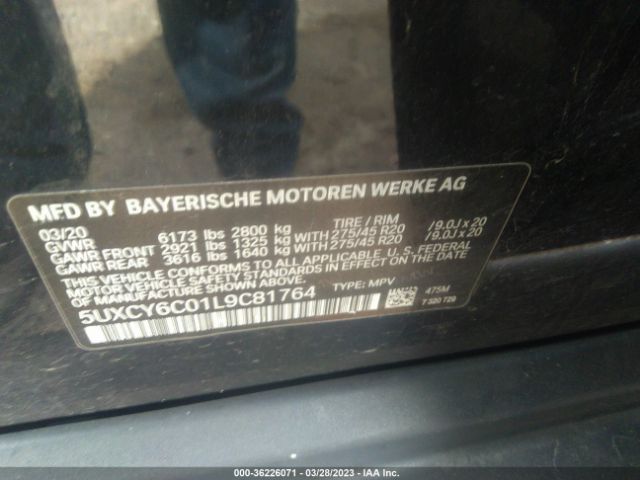 MFD BY BAYERISCHE MOTOREN WERKE AG
03/20 TIRE / RIM
GVWR 6173 lbs 2800 kg
GAWR FRONT 2921 lbs 1325 kg WITH 275/45 R20 / 9.0J x 20
GAWR REAR 3616 lbs 1640 kg WITH 275/45 R20 / 9.0J x 20
THIS VEHICLE CONFORMS TO ALL APPLICABLE U.S. FEDERAL
MOTOR VEHICLE SAFETY STANDARDS IN EFFECT ON THE
DATE OF MANUFACTURE SHOWN ABOVE.
5UXCY6C01L9C81764 TYPE: MPV 475M
7 520 729
000-36226071 — 03/28/2023 — IAA Inc.